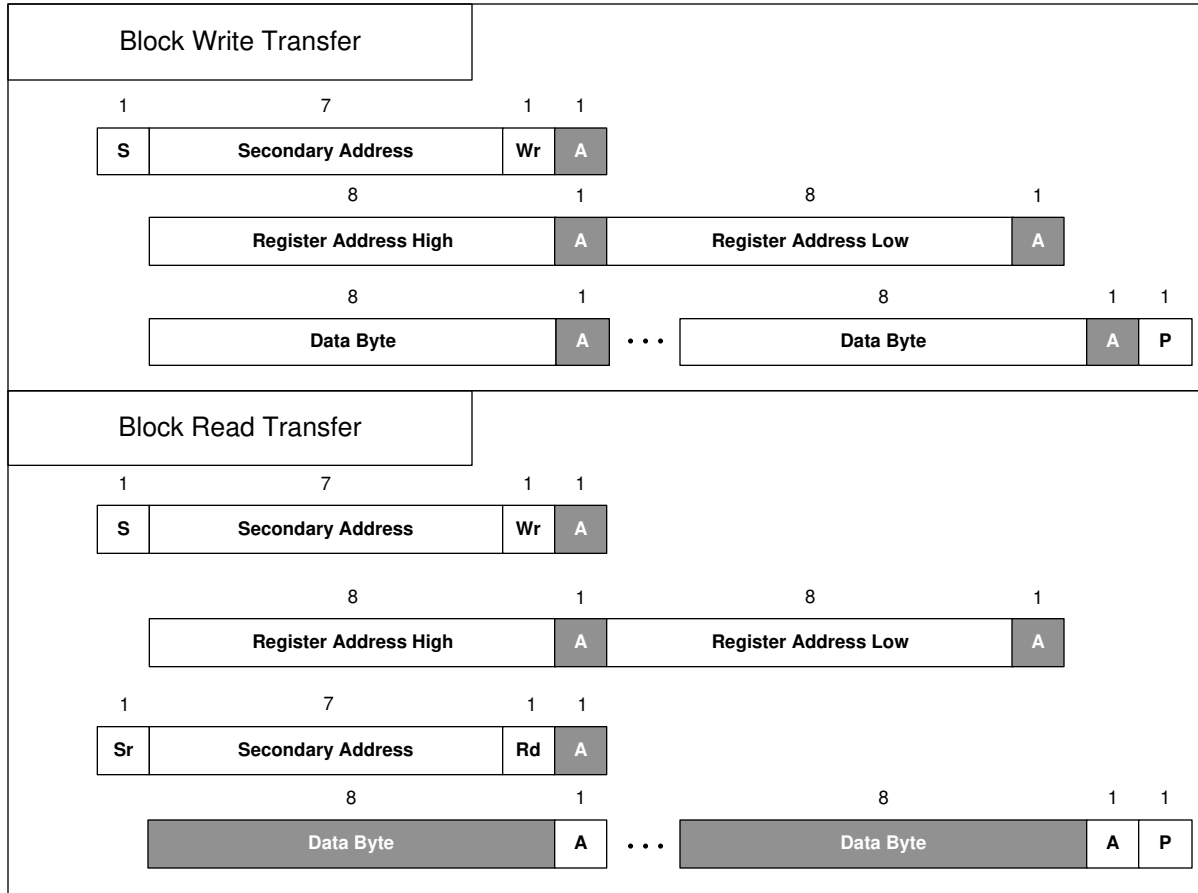 Block Write Transfer
1 7 1 1
S Secondary Address Wr A
8 1 8 1
Register Address High A Register Address Low A
8 1 8 1 1
Data Byte A • • • Data Byte A P
Block Read Transfer
1 7 1 1
S Secondary Address Wr A
8 1 8 1
Register Address High A Register Address Low A
1 7 1 1
Sr Secondary Address Rd A
8 1 8 1 1
Data Byte A • • • Data Byte A P